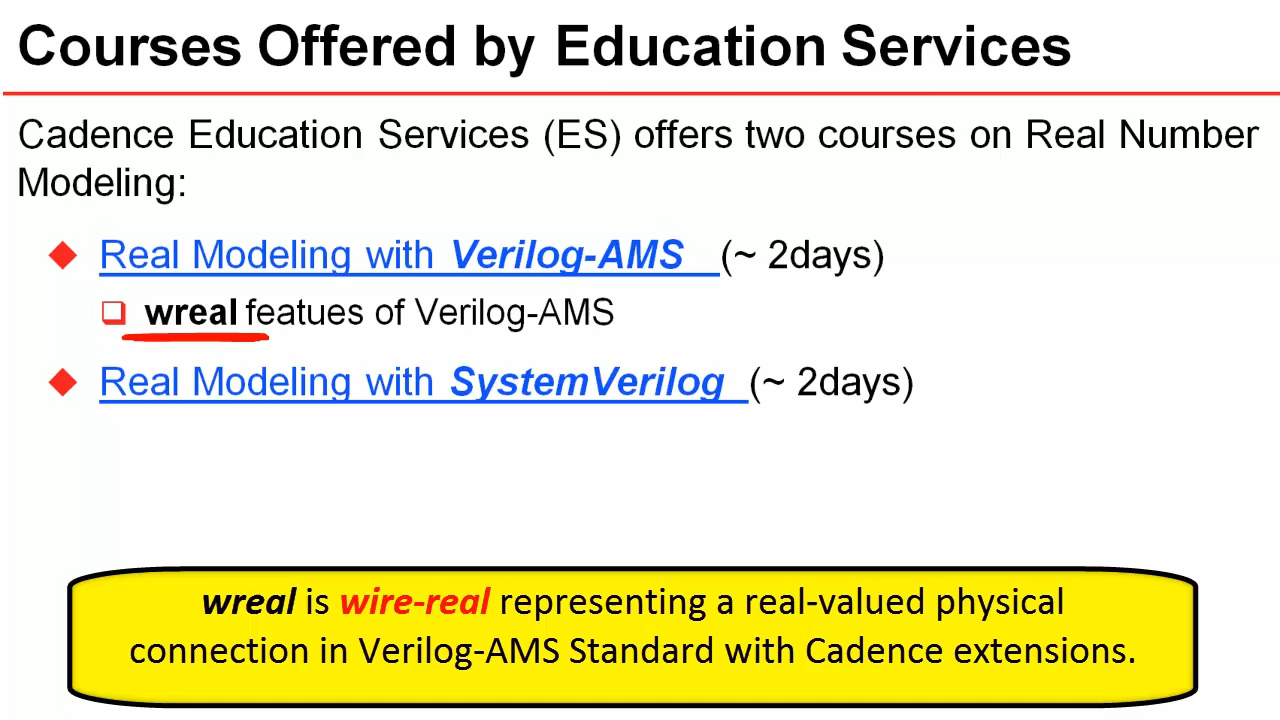 Courses Offered by Education Services
Cadence Education Services (ES) offers two courses on Real Number
Modeling:
Real Modeling with Verilog-AMS (~ 2days)
wreal featues of Verilog-AMS
Real Modeling with SystemVerilog (~ 2days)
wreal is wire-real representing a real-valued physical
connection in Verilog-AMS Standard with Cadence extensions.